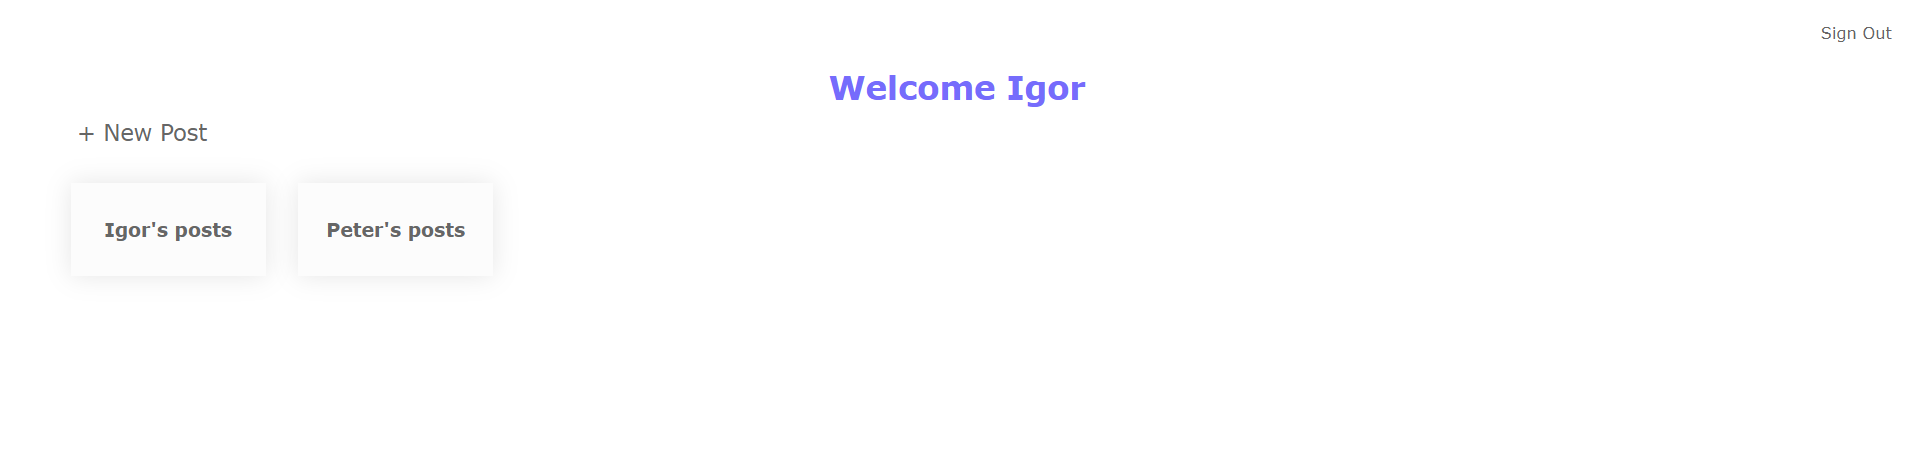 Sign Out
Welcome Igor
+ New Post
Igor's posts
Peter's posts